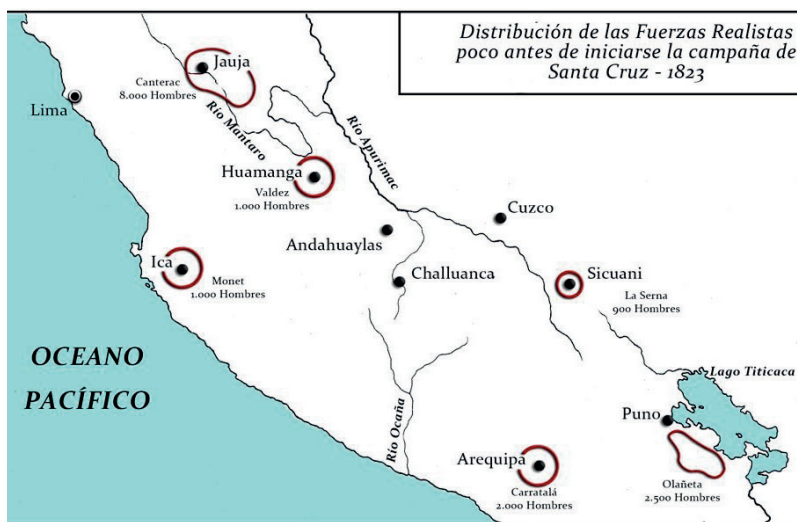 Distribución de las Fuerzas Realistas
poco antes de iniciarse la campaña de
Santa Cruz - 1823
Jauja
Canterac
8.000 Hombres
Lima
Río Mantaro
Río Apurimac
Huamanga
Valdez
1.000 Hombres
Cuzco
Andahuaylas
Ica
Monet
1.000 Hombres
Challuanca
Sicuani
La Serna
900 Hombres
OCEANO
PACÍFICO
Lago Titicaca
Río Ocaña
Puno
Arequipa
Carratalá
2.000 Hombres
Olañeta
2.500 Hombres